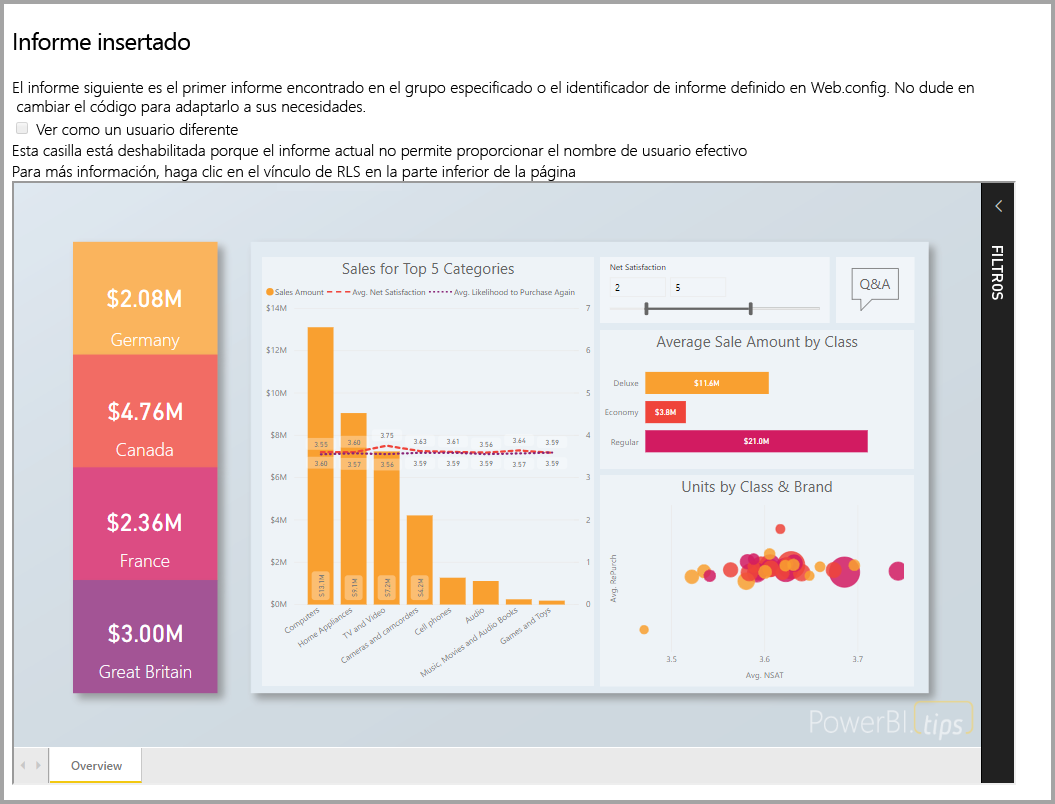 Informe insertado
El informe siguiente es el primer informe encontrado en el grupo especificado o el identificador de informe definido en Web.config. No dude en
cambiar el código para adaptarlo a sus necesidades.
Ver como un usuario diferente
Esta casilla está deshabilitada porque el informe actual no permite proporcionar el nombre de usuario efectivo
Para más información, haga clic en el vínculo de RLS en la parte inferior de la página
$2.08M
Germany
$4.76M
Canada
$2.36M
France
$3.00M
Great Britain
Sales for Top 5 Categories
Sales Amount
Avg. Net Satisfaction
Avg. Likelihood to Purchase Again
$14M
$12M
$10M
$8M
$6M
$4M
$2M
$0M
7
6
5
4
3
2
1
0
3.55
3.60
3.75
3.63
3.61
3.56
3.64
3.59
3.60
3.57
3.56
3.59
3.59
3.59
3.57
3.59
$13.1M
$9.1M
$7.2M
$4.2M
Computers
Home Appliances
TV and Video
Cameras and camcorders
Cell phones
Audio
Music, Movies and Audio Books
Games and Toys
Net Satisfaction
2
5
Q&A
Average Sale Amount by Class
Deluxe
$11.6M
Economy
$3.8M
Regular
$21.0M
Units by Class & Brand
Avg. RePurch
3.5
3.6
3.7
Avg. NSAT
PowerBI.tips
FILTROS
Overview